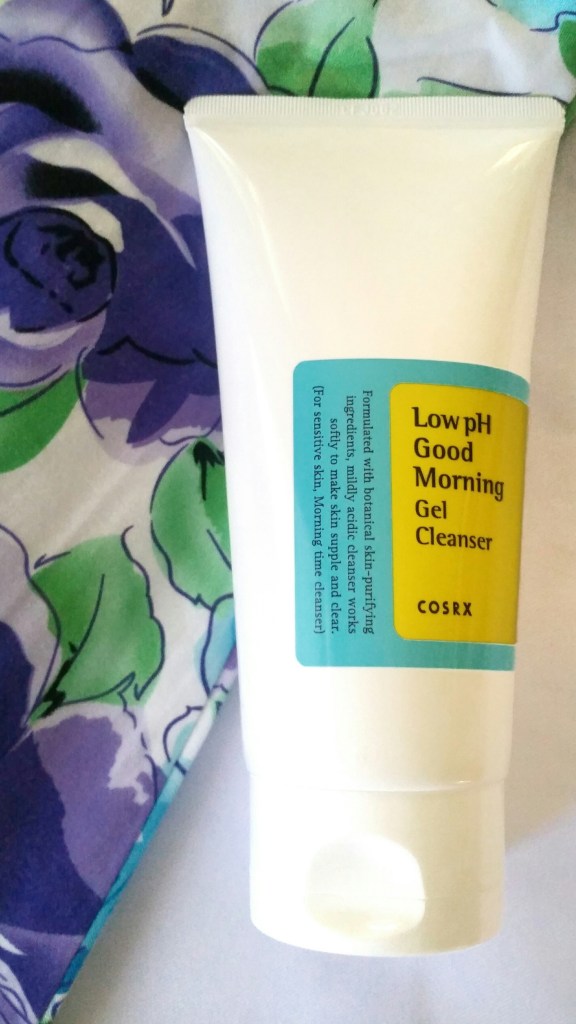 Low pH
Good
Morning
Gel
Cleanser
COSRX
Formulated with botanical skin-purifying
ingredients, mildly acidic cleanser works
softly to make skin supple and clear.
(For sensitive skin, Morning time cleanser)